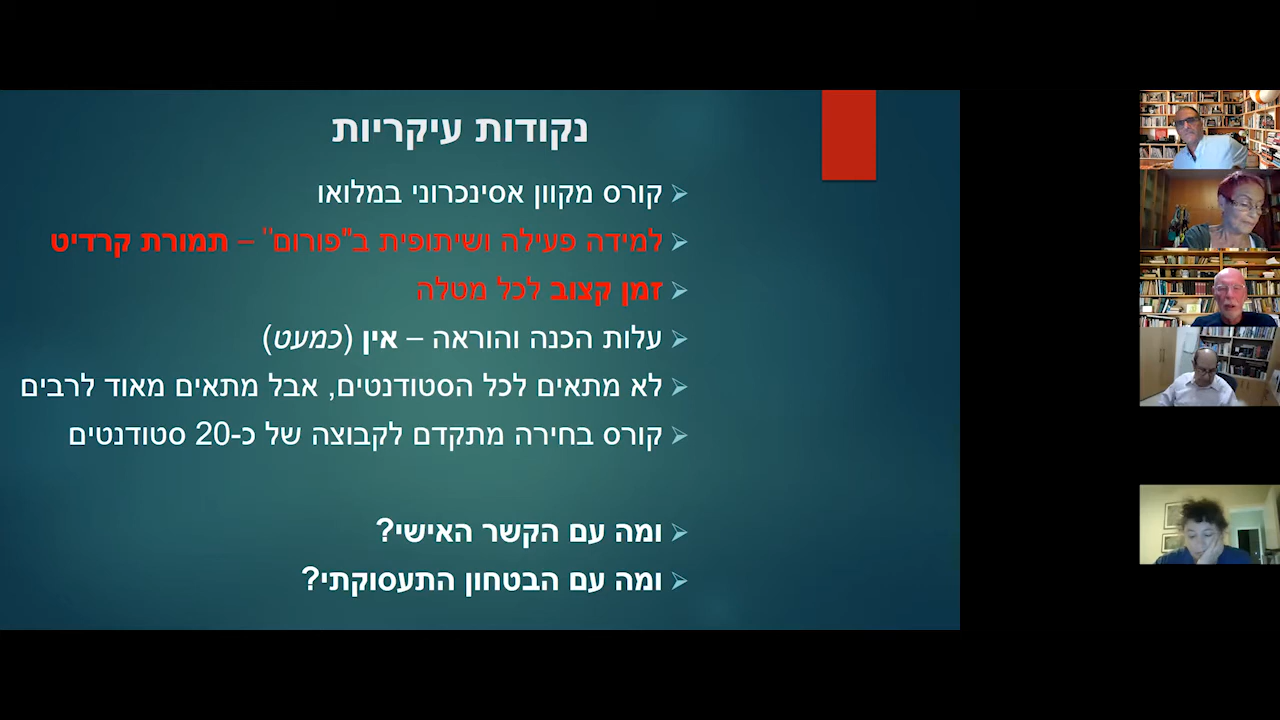 נקודות עיקריות
קורס מקוון אסינכרוני במלואו
למידה פעילה ושיתופית ב"פורום" – תמורת קרדיט
זמן קצוב לכל מטלה
עלות הכנה והוראה – אין (כמעט)
לא מתאים לכל הסטודנטים, אבל מתאים מאוד לרבים
קורס בחירה מתקדם לקבוצה של כ-20 סטודנטים
ומה עם הקשר האישי?
ומה עם הבטחון התעסוקתי?